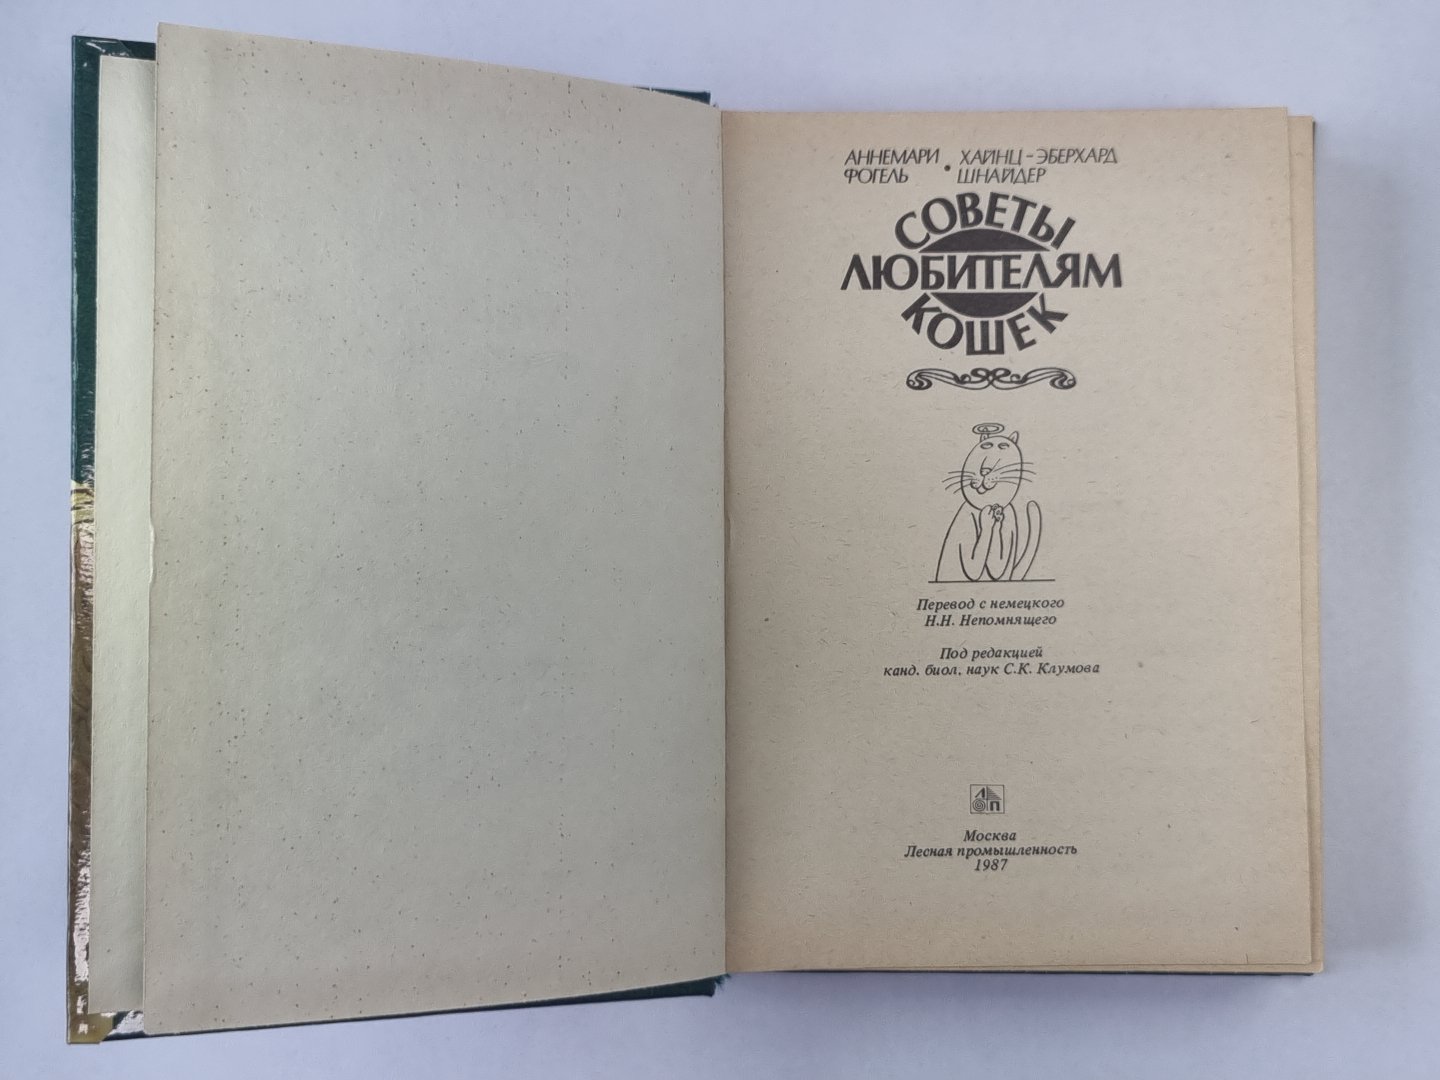 АННЕМАРИ ХАЙНЦ-ЭБЕРХАРД
ФОГЕЛЬ • ШНАЙДЕР
СОВЕТЫ
ЛЮБИТЕЛЯМ
КОШЕК
Перевод с немецкого
Н.Н. Непомнящего
Под редакцией
канд. биол. наук С.К. Клумова
Л
П
Москва
Лесная промышленность
1987